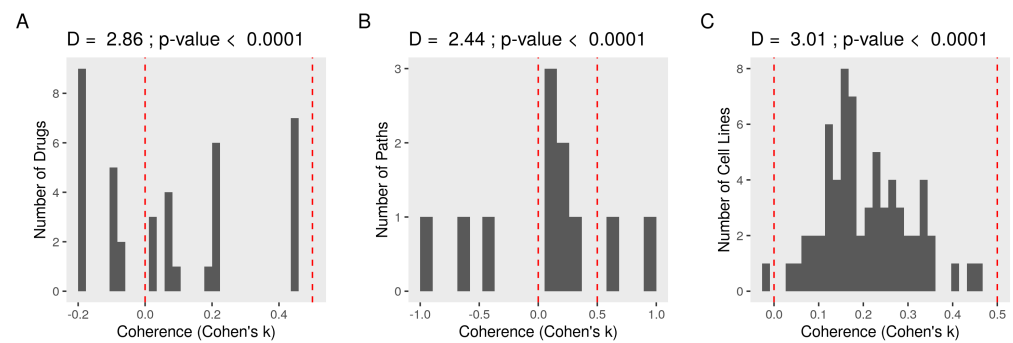 A
D = 2.86 ; p-value < 0.0001
Number of Drugs
8
6
4
2
0
-0.2 0.0 0.2 0.4
Coherence (Cohen's k)
B
D = 2.44 ; p-value < 0.0001
Number of Paths
3
2
1
0
-1.0 -0.5 0.0 0.5 1.0
Coherence (Cohen's k)
C
D = 3.01 ; p-value < 0.0001
Number of Cell Lines
8
6
4
2
0
0.0 0.1 0.2 0.3 0.4 0.5
Coherence (Cohen's k)